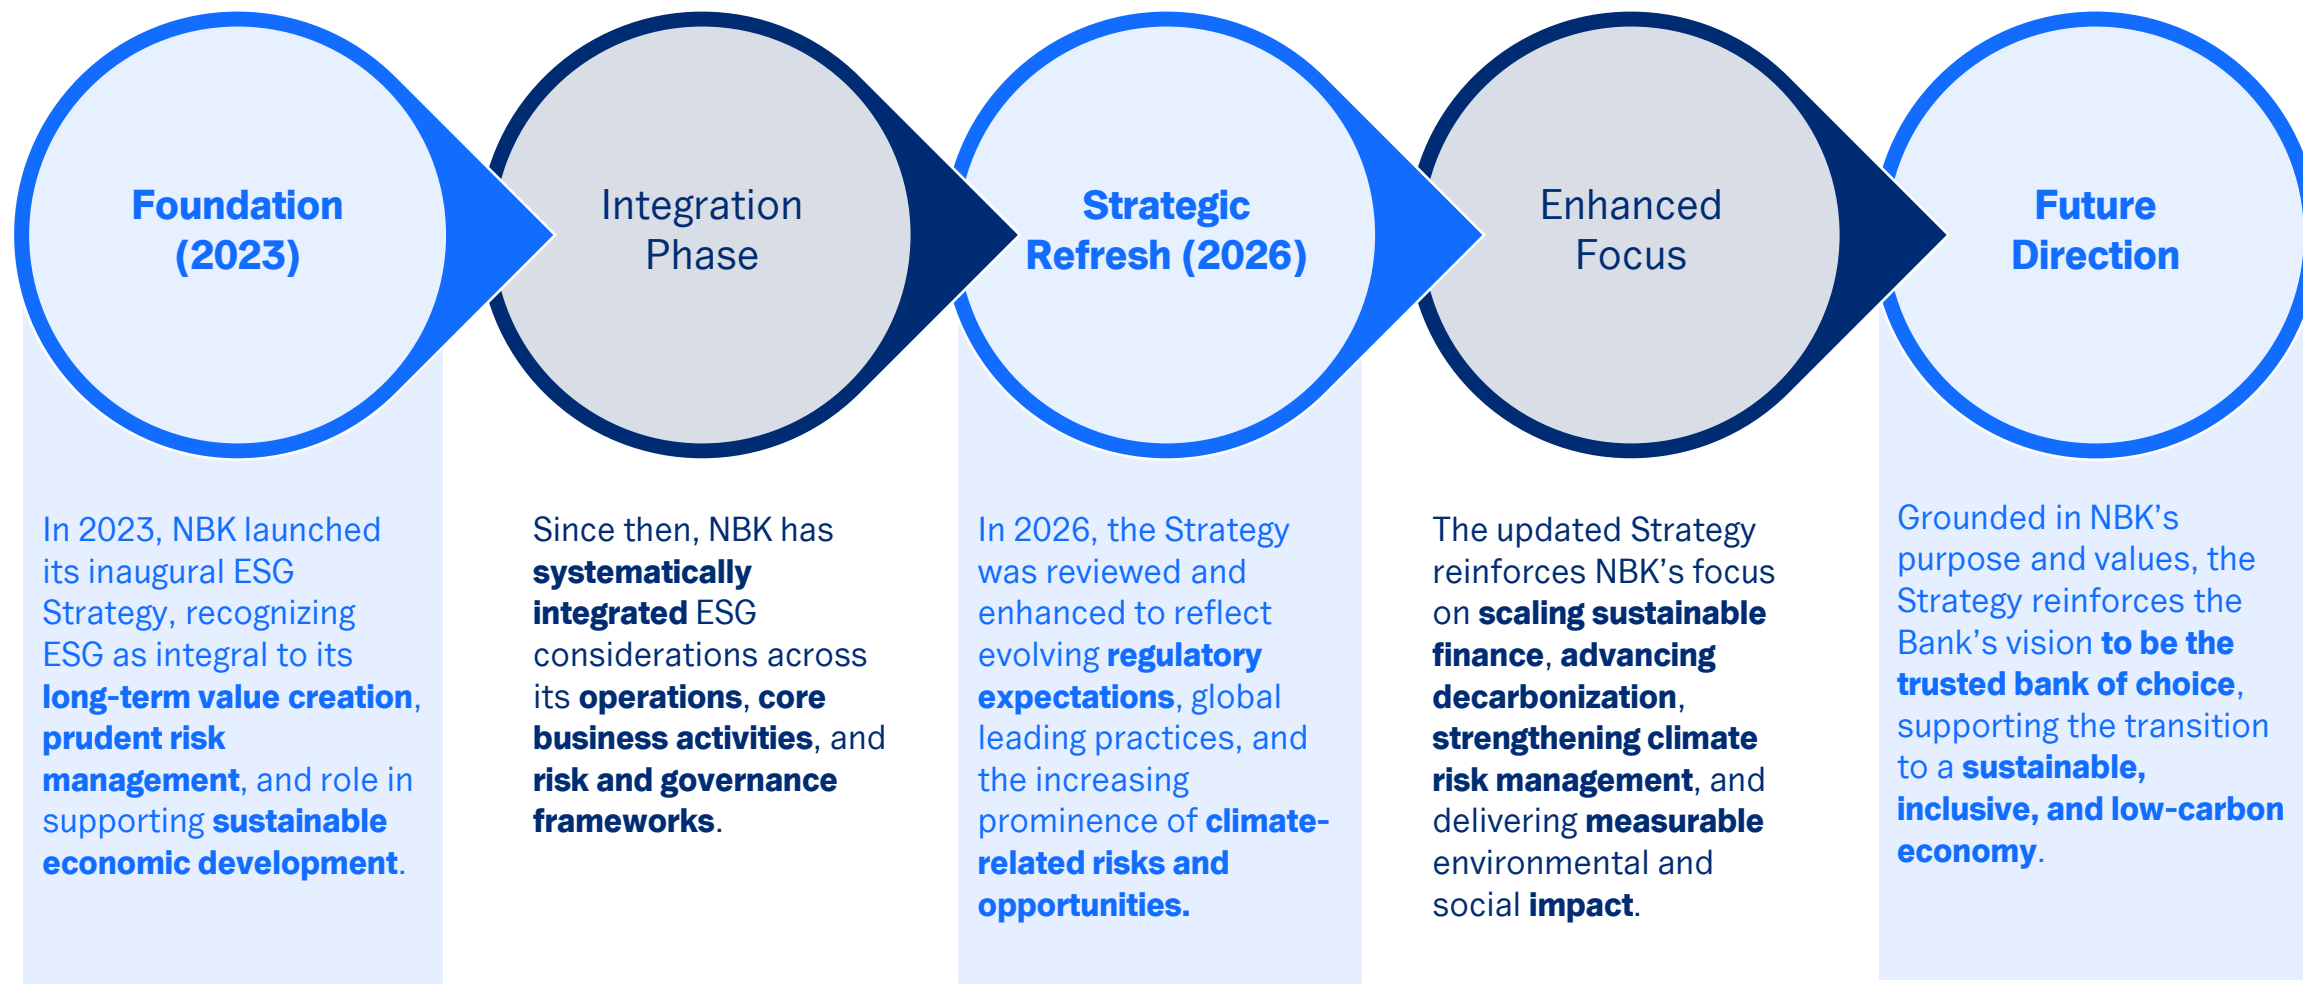 Foundation
(2023)
Integration
Phase
Strategic
Refresh (2026)
Enhanced
Focus
Future
Direction
In 2023, NBK launched
its inaugural ESG
Strategy, recognizing
ESG as integral to its
long-term value creation,
prudent risk
management, and role in
supporting sustainable
economic development.
Since then, NBK has
systematically
integrated ESG
considerations across
its operations, core
business activities, and
risk and governance
frameworks.
In 2026, the Strategy
was reviewed and
enhanced to reflect
evolving regulatory
expectations, global
leading practices, and
the increasing
prominence of climate-
related risks and
opportunities.
The updated Strategy
reinforces NBK’s focus
on scaling sustainable
finance, advancing
decarbonization,
strengthening climate
risk management, and
delivering measurable
environmental and
social impact.
Grounded in NBK’s
purpose and values, the
Strategy reinforces the
Bank’s vision to be the
trusted bank of choice,
supporting the transition
to a sustainable,
inclusive, and low-carbon
economy.